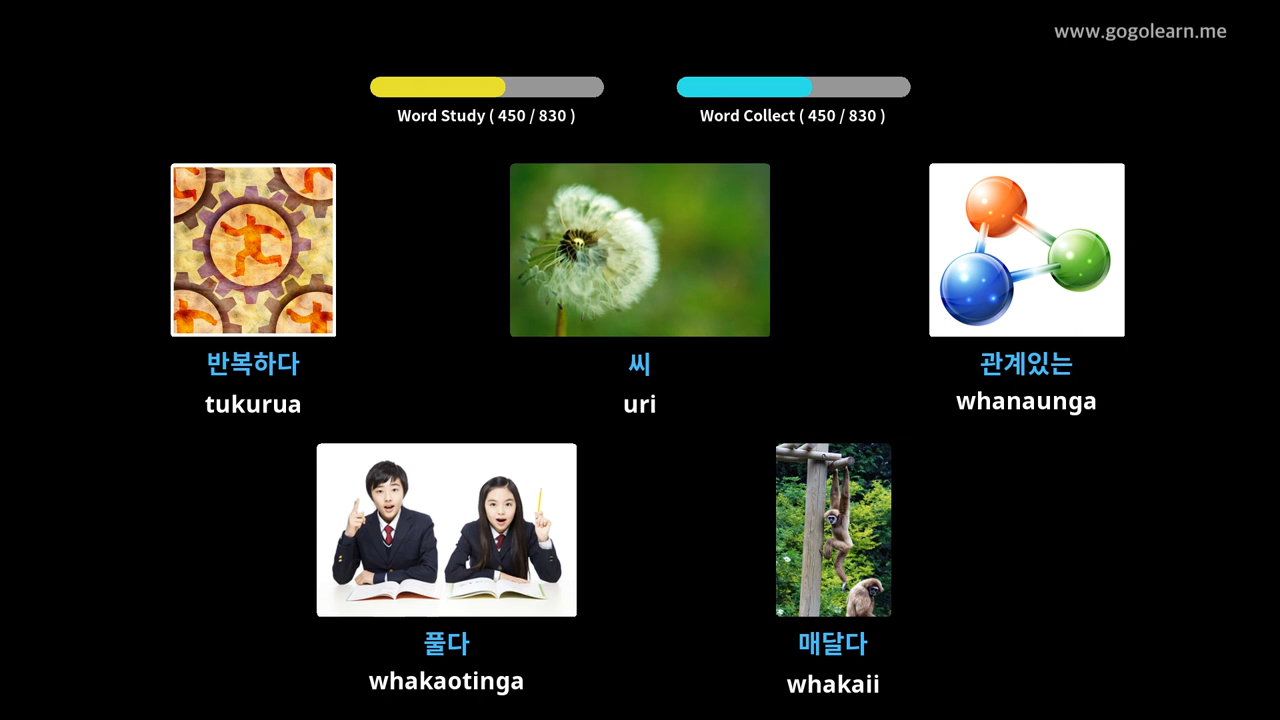 www.gogolearn.me
Word Study ( 450 / 830 )
Word Collect ( 450 / 830 )
반복하다
tukurua
씨
uri
관계있는
whanaunga
풀다
whakaotinga
매달다
whakaii